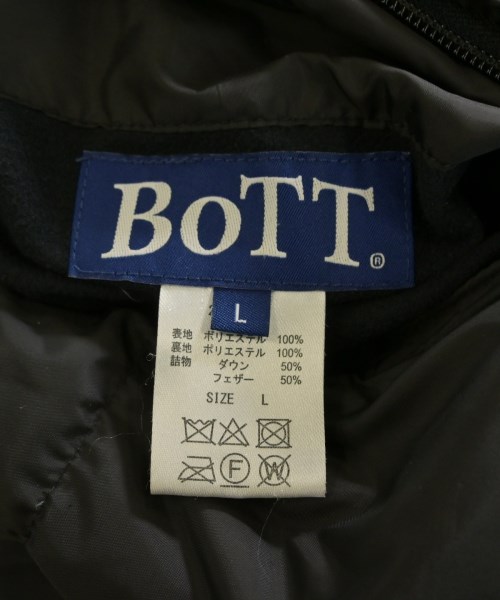 BoTT®
L
表地 ポリエステル 100%
裏地 ポリエステル 100%
詰物 ダウン 50%
フェザー 50%
SIZE L
F W